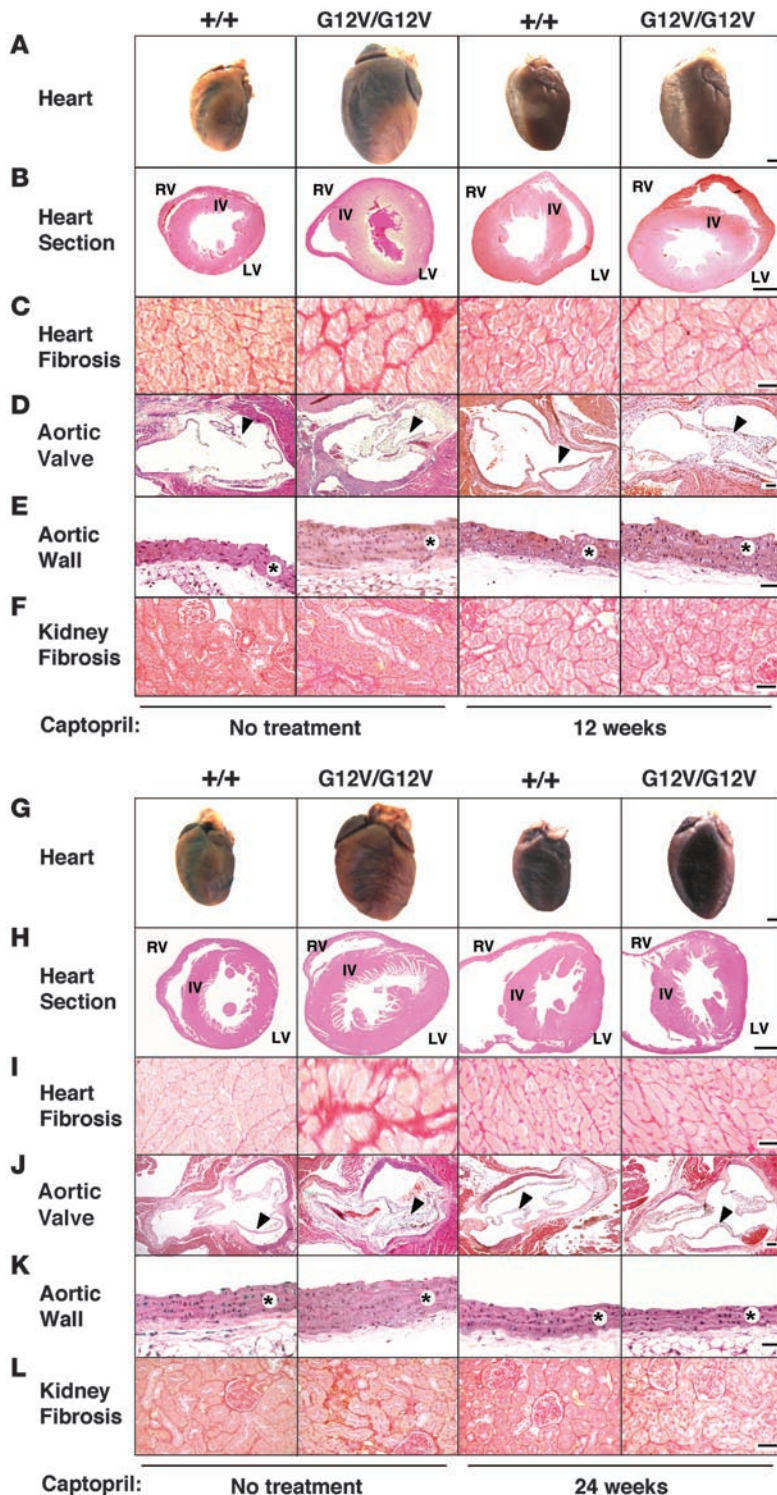 +/+ G12V/G12V +/+ G12V/G12V
A
Heart
B
Heart
Section
RV IV LV RV IV LV IV LV RV IV LV
C
Heart
Fibrosis
D
Aortic
Valve
E
Aortic
Wall
* * * *
F
Kidney
Fibrosis
Captopril: No treatment 12 weeks
+/+ G12V/G12V +/+ G12V/G12V
G
Heart
H
Heart
Section
RV IV LV RV IV LV RV IV LV RV IV LV
I
Heart
Fibrosis
J
Aortic
Valve
K
Aortic
Wall
* * * *
L
Kidney
Fibrosis
Captopril: No treatment 24 weeks